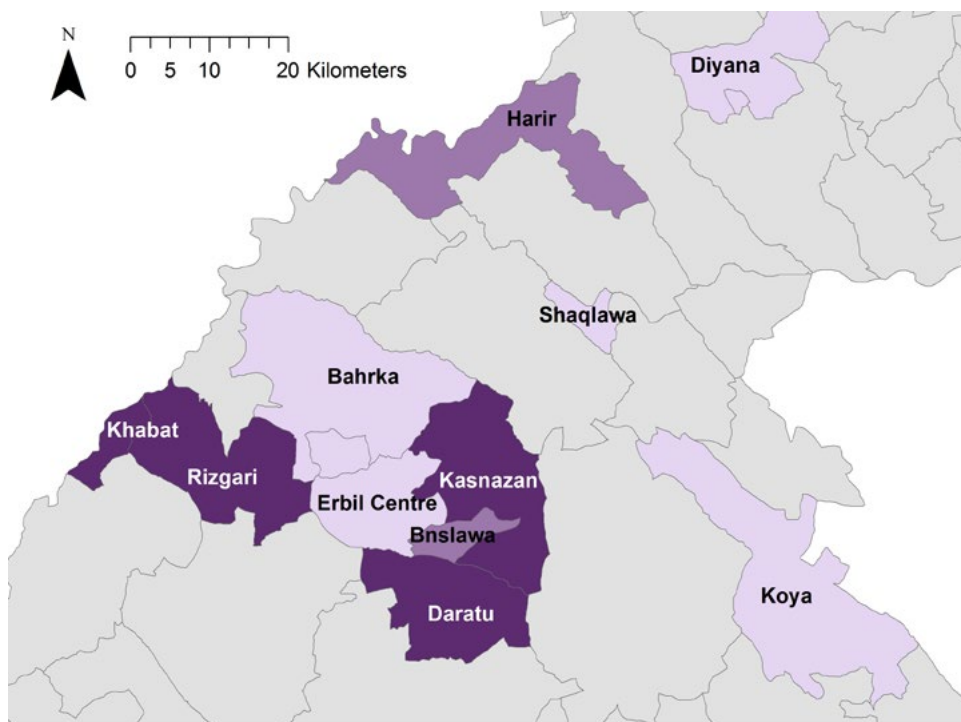 N
0 5 10 20 Kilometers
Diyana
Harir
Shaqlawa
Bahrka
Khabat
Rizgari
Kasnazan
Erbil Centre
Bnslawa
Koya
Daratu